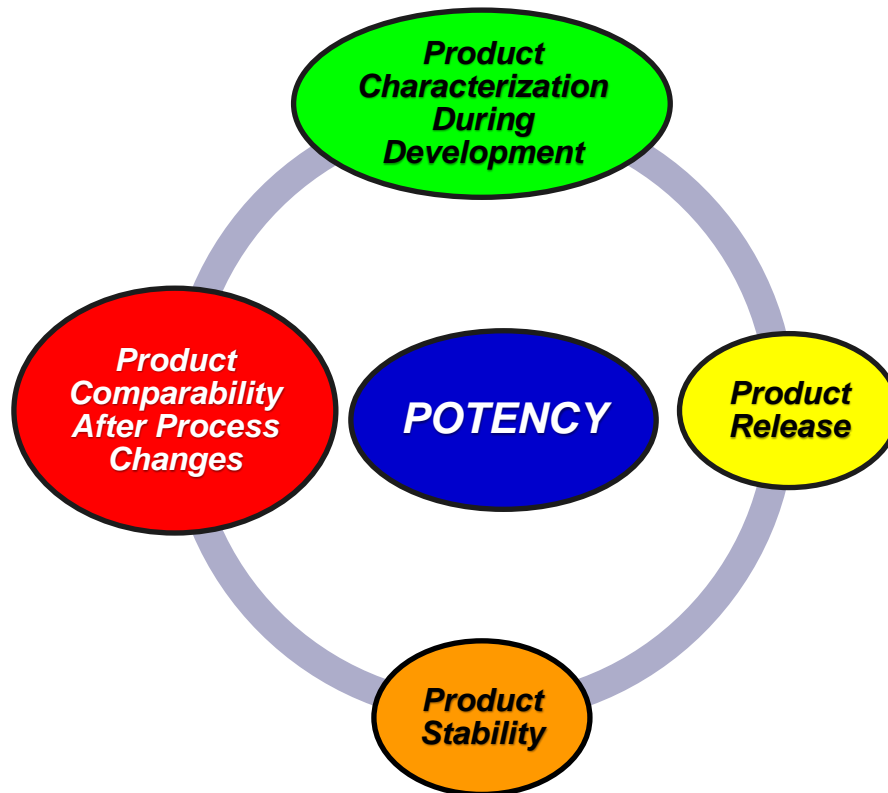 Product
Characterization
During
Development
Product
Comparability
After Process
Changes
POTENCY
Product
Release
Product
Stability